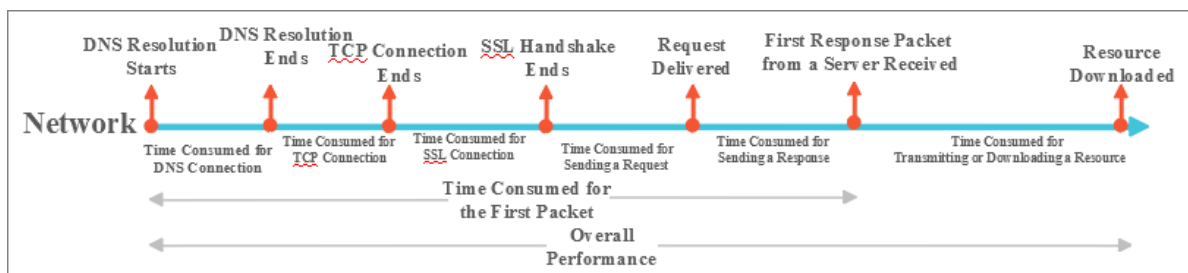 DNS Resolution
Starts
DNS Resolution
Ends
TCP Connection
Ends
SSL Handshake
Ends
Request
Delivered
First Response Packet
from a Server Received
Resource
Downloaded
Network
Time Consumed for
DNS Connection
Time Consumed for
TCP Connection
Time Consumed for
SSL Connection
Time Consumed for
Sending a Request
Time Consumed for
Sending a Response
Time Consumed for
Transmitting or Downloading a Resource
Time Consumed for
the First Packet
Overall
Performance